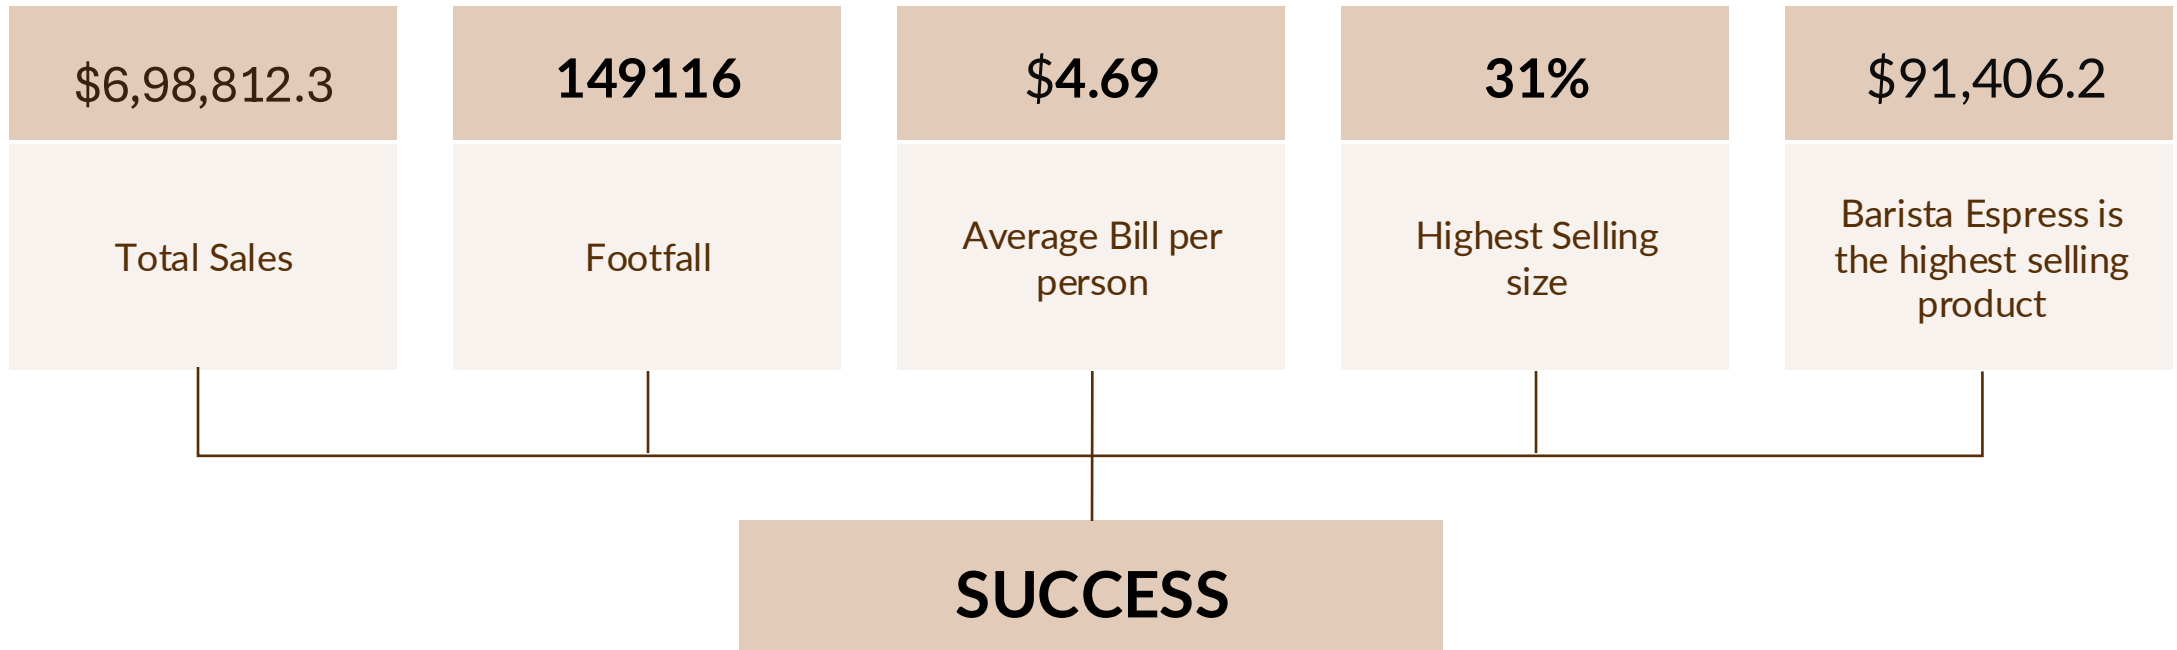 $6,98,812.3
149116
$4.69
31%
$91,406.2
Total Sales
Footfall
Average Bill per
person
Highest Selling
size
Barista Espress is
the highest selling
product
SUCCESS